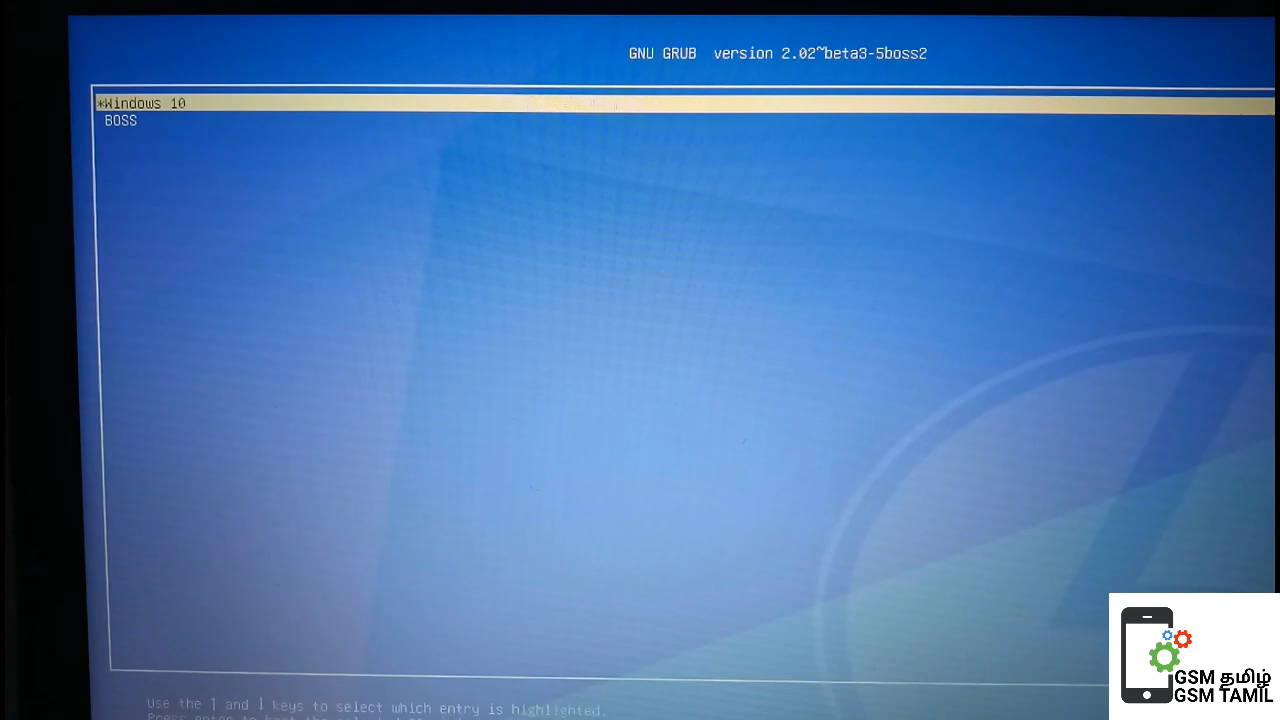 GNU GRUB version 2.02~beta3-5boss2
*Windows 10
BOSS
Use the ↑ and ↓ keys to select which entry is highlighted.
GSM தமிழ்
GSM TAMIL